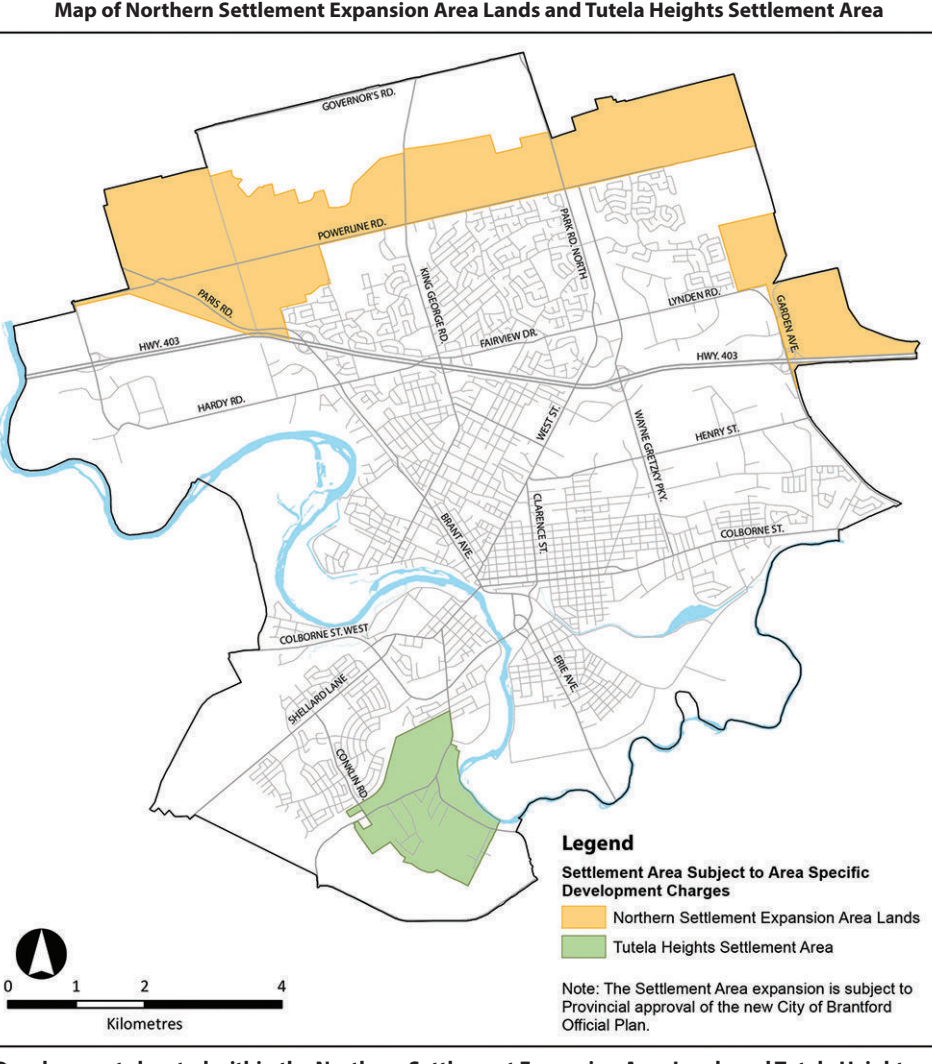 Map of Northern Settlement Expansion Area Lands and Tutela Heights Settlement Area
GOVERNOR'S RD.
POWERLINE RD.
PARK RD. NORTH
PARIS RD.
KING GEORGE RD.
LYNDEN RD.
GARDEN AVE.
FAIRVIEW DR.
HWY. 403
HWY. 403
HARDY RD.
WEST ST.
WAYNE GRETZKY PKY.
HENRY ST.
CLARENCE ST.
BRANT AVE.
COLBORNE ST.
COLBORNE ST. WEST
ERIE AVE.
SHELLARD LANE
CONKLIN RD.
Legend
Settlement Area Subject to Area Specific
Development Charges
Northern Settlement Expansion Area Lands
Tutela Heights Settlement Area
Note: The Settlement Area expansion is subject to
Provincial approval of the new City of Brantford
Official Plan.
0 1 2 4
Kilometres